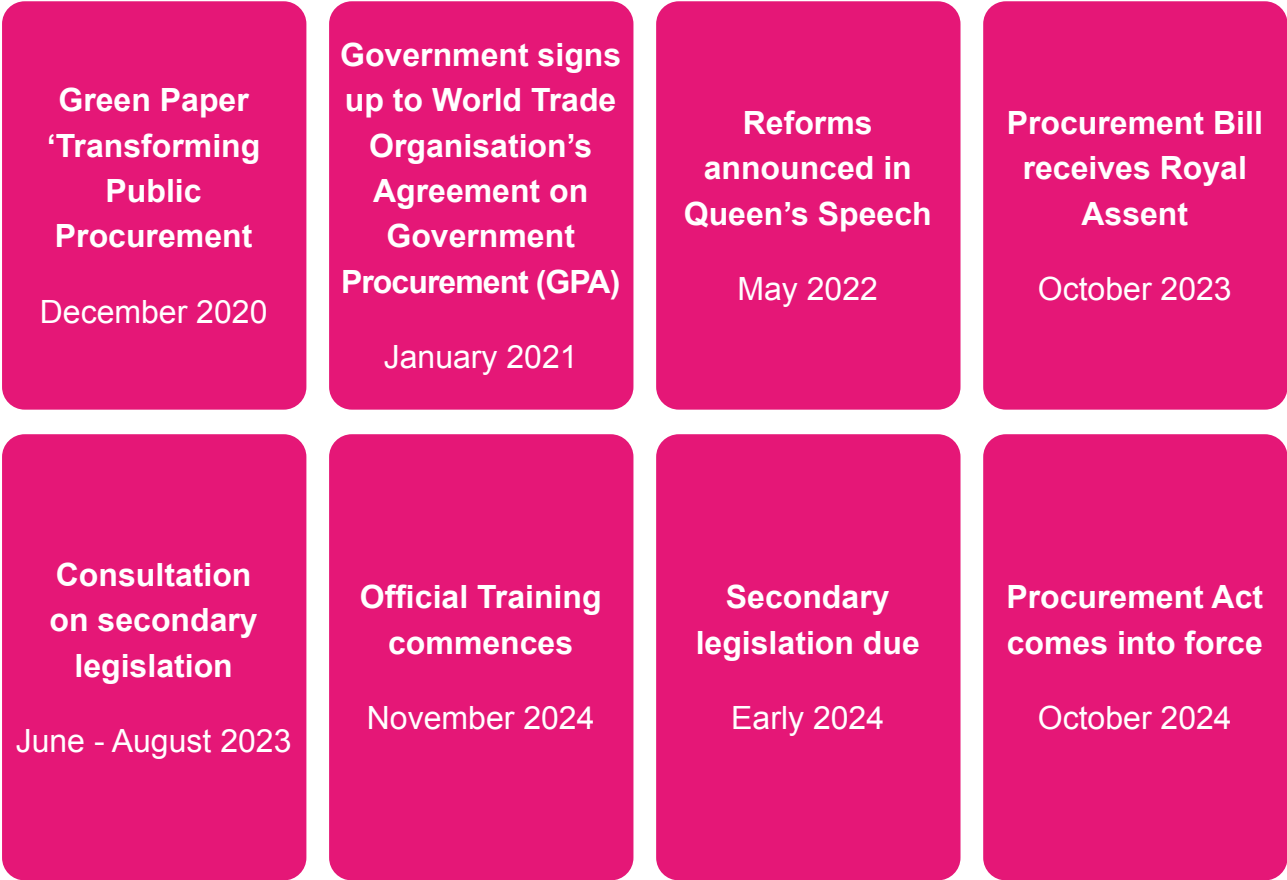 Green Paper
‘Transforming
Public
Procurement
December 2020
Government signs
up to World Trade
Organisation’s
Agreement on
Government
Procurement (GPA)
January 2021
Reforms
announced in
Queen’s Speech
May 2022
Procurement Bill
receives Royal
Assent
October 2023
Consultation
on secondary
legislation
June - August 2023
Official Training
commences
November 2024
Secondary
legislation due
Early 2024
Procurement Act
comes into force
October 2024